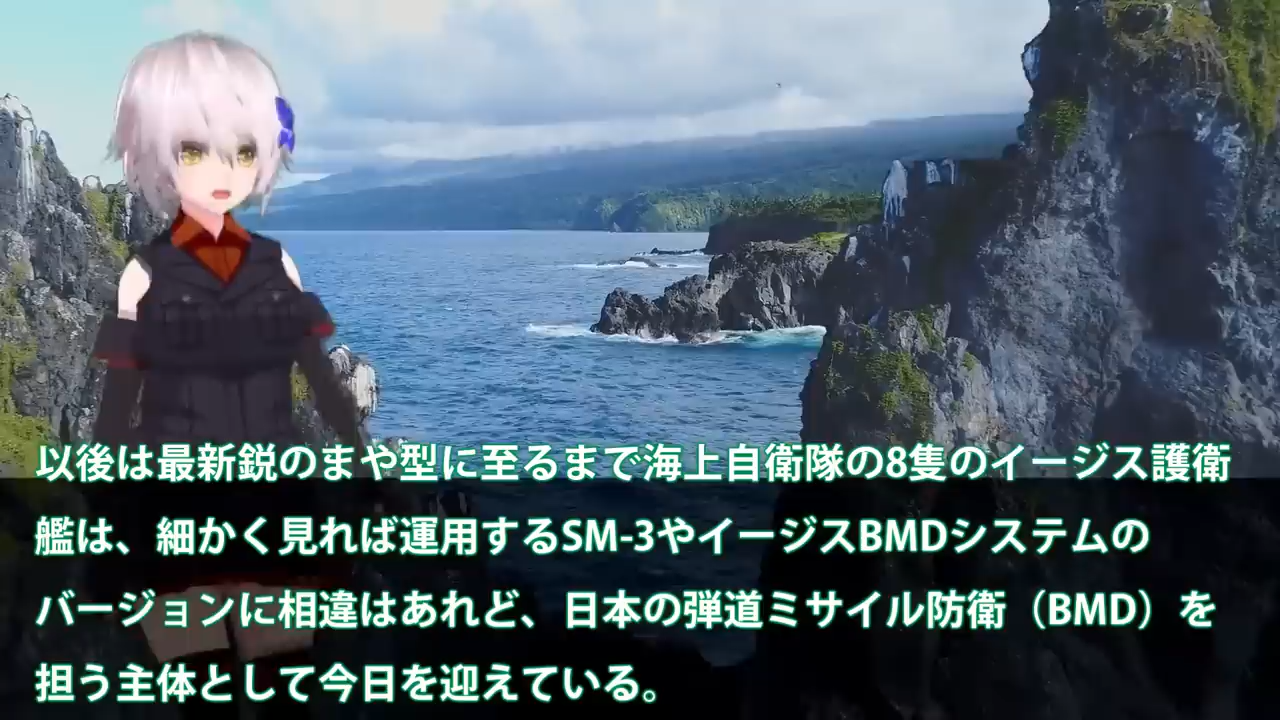 以後は最新鋭のまや型に至るまで海上自衛隊の8隻のイージス護衛
艦は、細かく見れば運用するSM-3やイージスBMDシステムの
バージョンに相違はあれど、日本の弾道ミサイル防衛（BMD）を
担う主体として今日を迎えている。